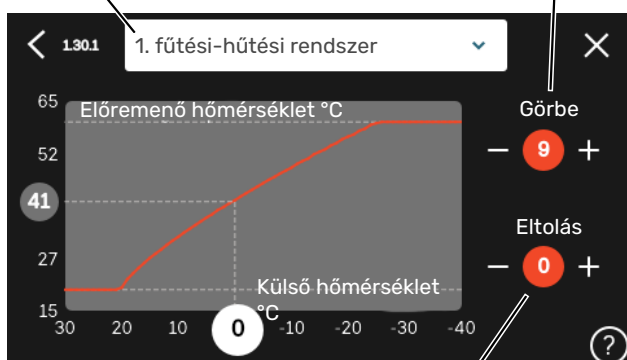 1.30.1
1. fűtési-hűtési rendszer
65
Előremenő hőmérséklet °C
52
41
27
15
Külső hőmérséklet
°C
30 20 10 0 -10 -20 -30 -40
Görbe
− 9 +
Eltolás
− 0 +
?